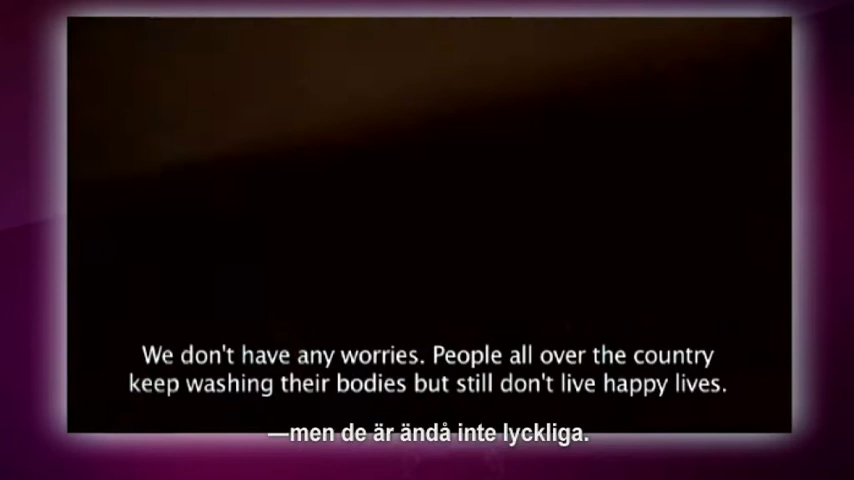 We don't have any worries. People all over the country
keep washing their bodies but still don't live happy lives.
—men de är ändå inte lyckliga.